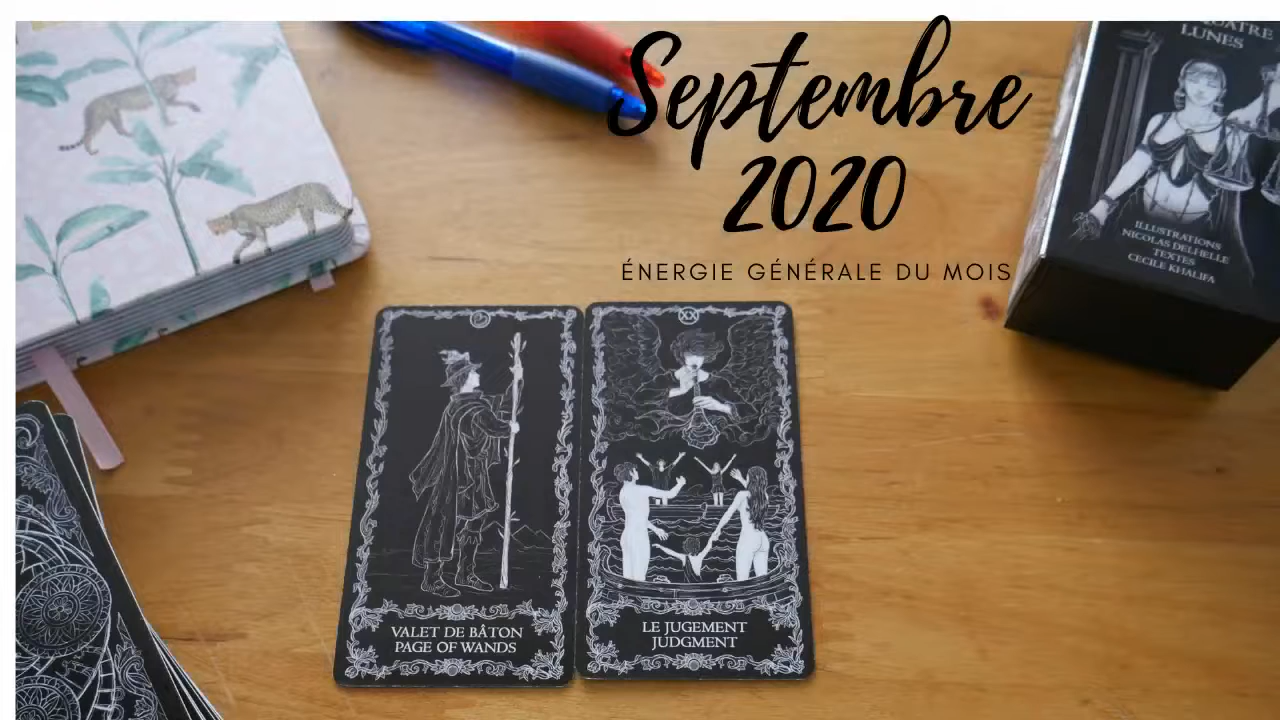 Septembre
2020
ÉNERGIE GÉNÉRALE DU MOIS
LUNES
ILLUSTRATIONS
NICOLAS DELHELLE
TEXTES
CECILE KHALIFA
XX
VALET DE BÂTON
PAGE OF WANDS
LE JUGEMENT
JUDGMENT